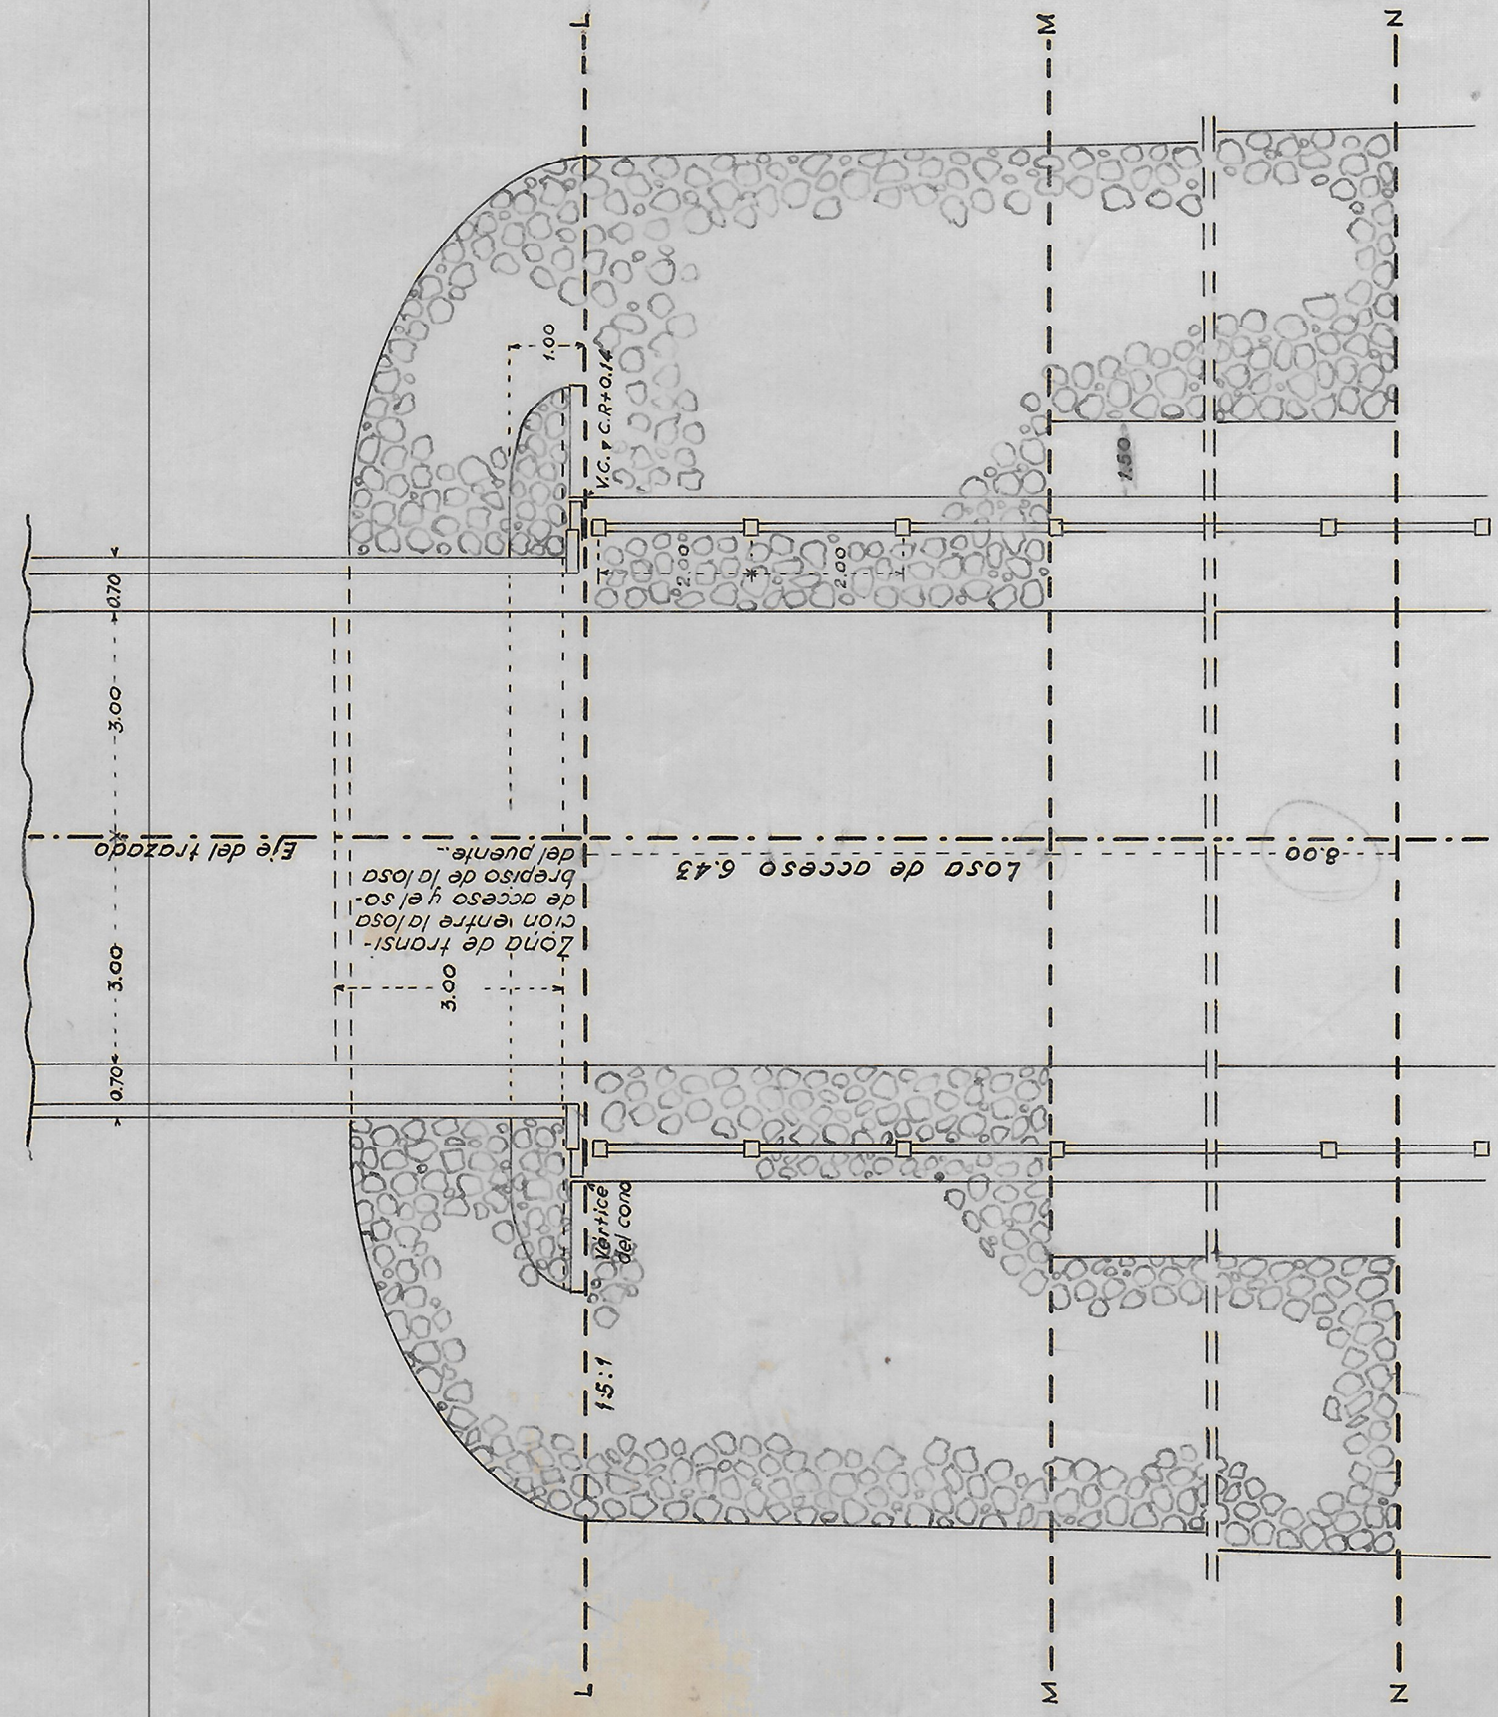 L
M
N
1.00
V.C. ▼ C.R+0.14
1.50
2.00
2.00
0.70
3.00
Eje del trazado
Zona de transi-
cion entre la losa
de acceso y el so-
brepiso de la losa
del puente..
Losa de acceso 6.43
8.00
3.00
3.00
0.70
Vértice
del cono
1.5:1
L
M
N